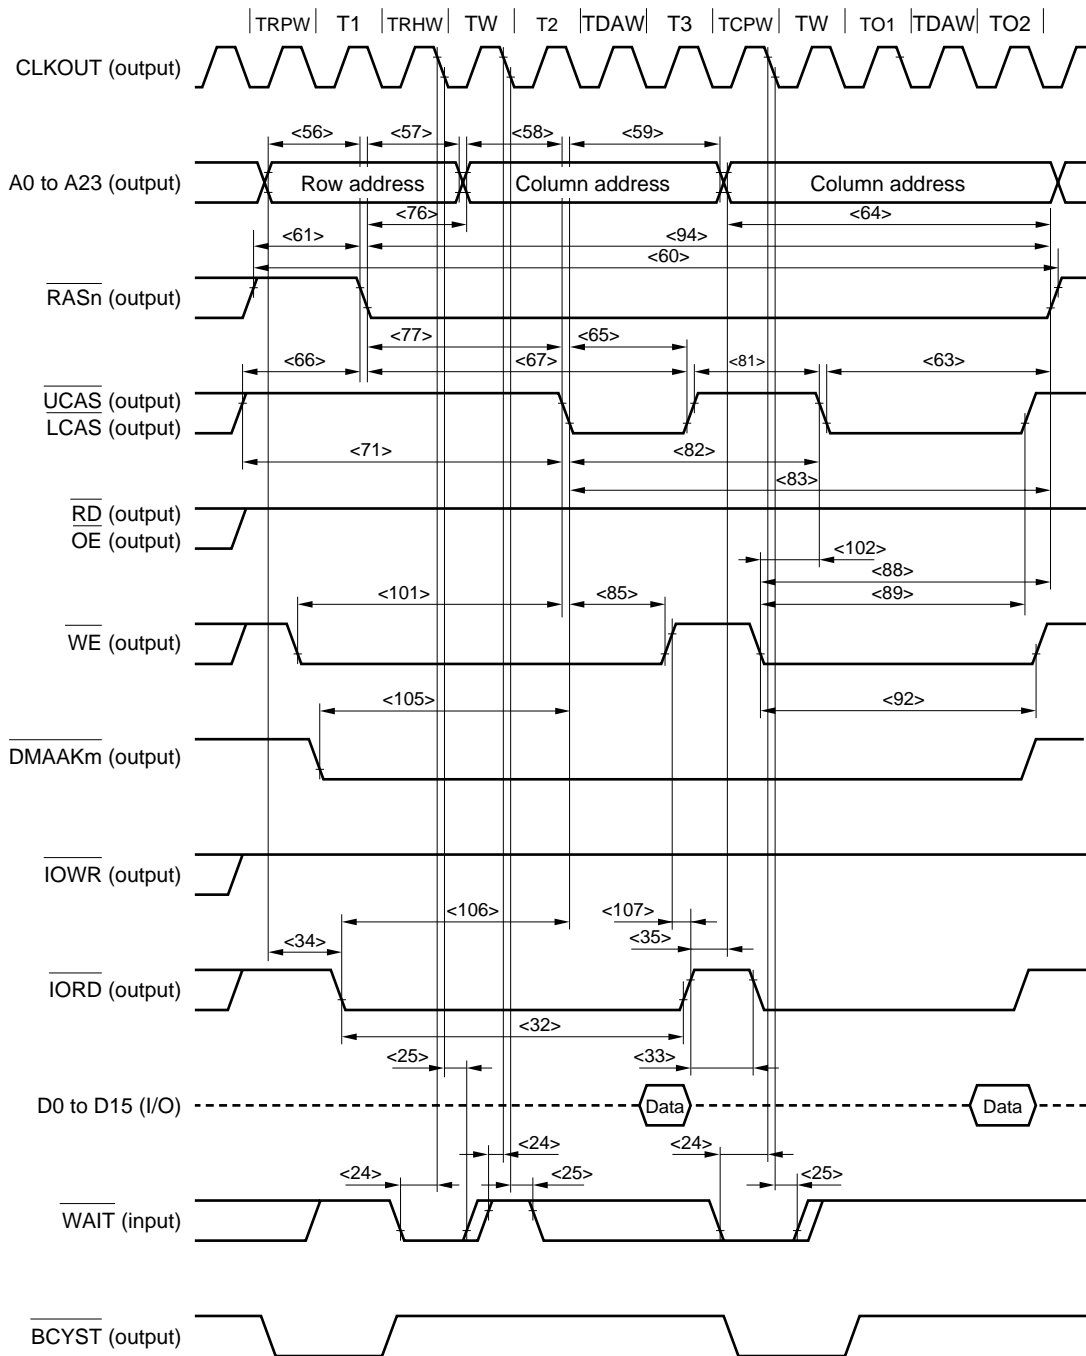 TRPW T1 TRHW TW T2 TDAW T3 TCPW TW TO1 TDAW TO2
CLKOUT (output)
<56> <57> <58> <59>
A0 to A23 (output) Row address Column address Column address
<76> <64>
<61> <94>
<60>
RASn (output)
<77> <65>
<66> <67> <81> <63>
UCAS (output)
LCAS (output)
<71> <82>
<83>
RD (output)
OE (output)
<102>
<88>
<101> <85> <89>
WE (output)
<105> <92>
DMAAKm (output)
IOWR (output)
<106> <107>
<34> <35>
IORD (output)
<32>
<25> <33>
D0 to D15 (I/O) Data Data
<24> <24>
<24> <25> <25>
WAIT (input)
BCYST (output)